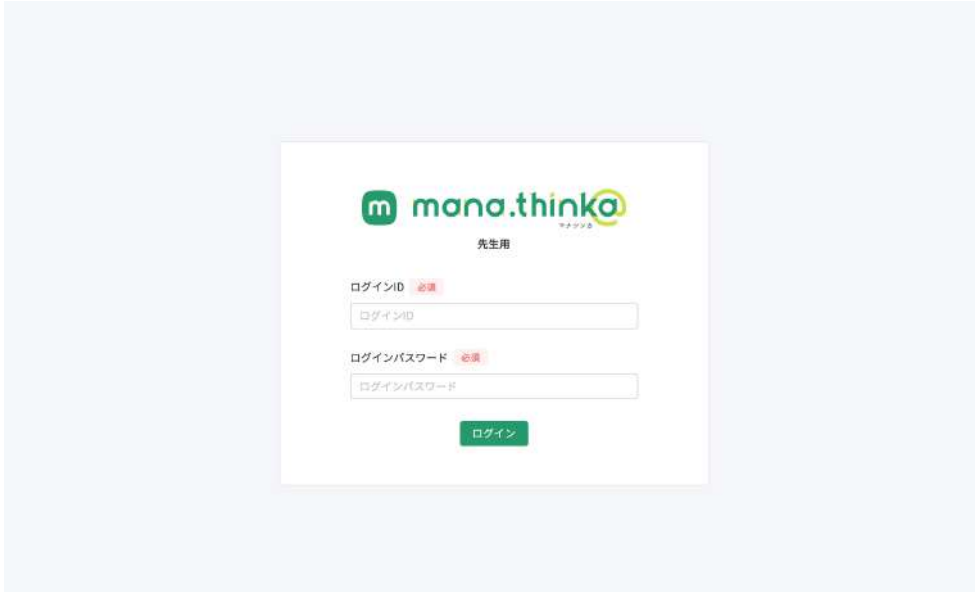 m mana.thinka
マナシンカ
先生用
ログインID 必須
ログインID
ログインパスワード 必須
ログインパスワード
ログイン